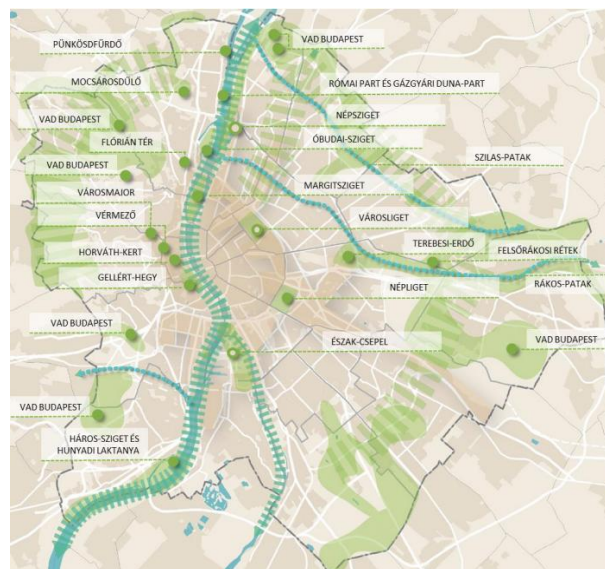 PÜNKÖSDFÜRDŐ
VAD BUDAPEST
MOCSÁROSDŰLŐ
RÓMAI PART ÉS GÁZGYÁRI DUNA-PART
VAD BUDAPEST
NÉPSZIGET
FLÓRIÁN TÉR
ÓBUDAI-SZIGET
SZILAS-PATAK
VAD BUDAPEST
MARGITSZIGET
VÁROSMAJOR
VÁROSLIGET
VÉRMEZŐ
TEREBESI-ERDŐ
FELSŐRÁKOSI RÉTEK
HORVÁTH-KERT
GELLÉRT-HEGY
NÉPLIGET
RÁKOS-PATAK
VAD BUDAPEST
ÉSZAK-CSEPEL
VAD BUDAPEST
VAD BUDAPEST
HÁROS-SZIGET ÉS
HUNYADI LAKTANYA